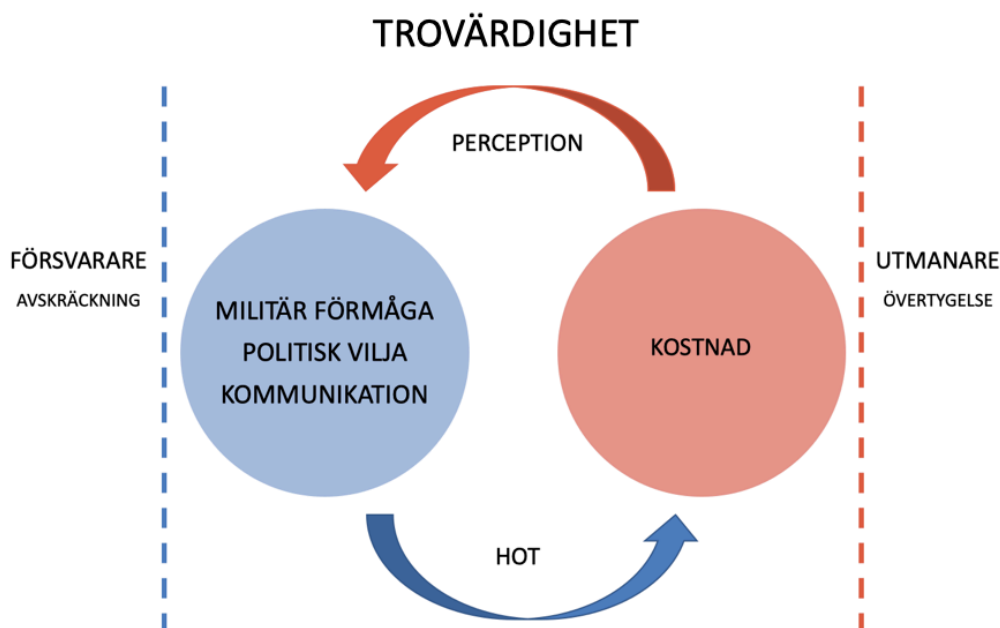 TROVÄRDIGHET
PERCEPTION
FÖRSVARARE
AVSKRÄCKNING
MILITÄR FÖRMÅGA
POLITISK VILJA
KOMMUNIKATION
KOSTNAD
UTMANARE
ÖVERTYGELSE
HOT